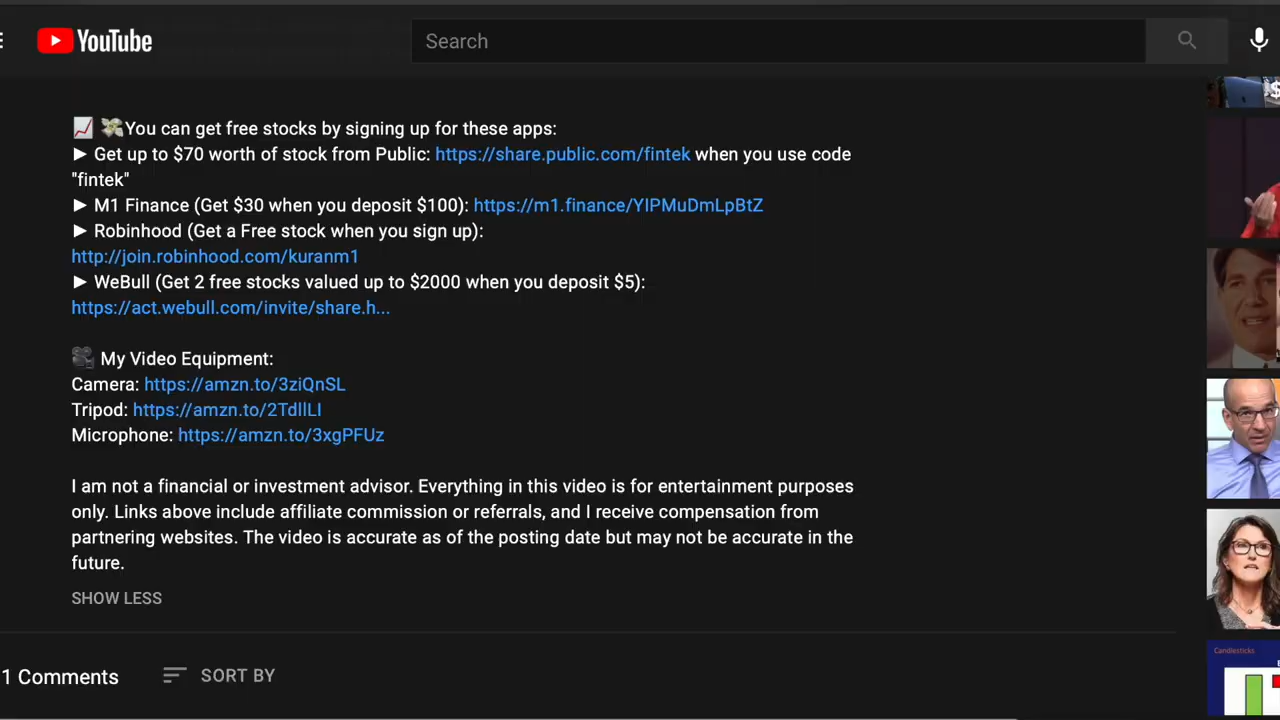 YouTube
Search
You can get free stocks by signing up for these apps:
► Get up to $70 worth of stock from Public: https://share.public.com/fintek when you use code
"fintek"
► M1 Finance (Get $30 when you deposit $100): https://m1.finance/YIPMuDmLpBtZ
► Robinhood (Get a Free stock when you sign up):
http://join.robinhood.com/kuranm1
► WeBull (Get 2 free stocks valued up to $2000 when you deposit $5):
https://act.webull.com/invite/share.h...
My Video Equipment:
Camera: https://amzn.to/3ziQnSL
Tripod: https://amzn.to/2TdllLI
Microphone: https://amzn.to/3xgPFUz
I am not a financial or investment advisor. Everything in this video is for entertainment purposes
only. Links above include affiliate commission or referrals, and I receive compensation from
partnering websites. The video is accurate as of the posting date but may not be accurate in the
future.
SHOW LESS
1 Comments
SORT BY
Candlesticks